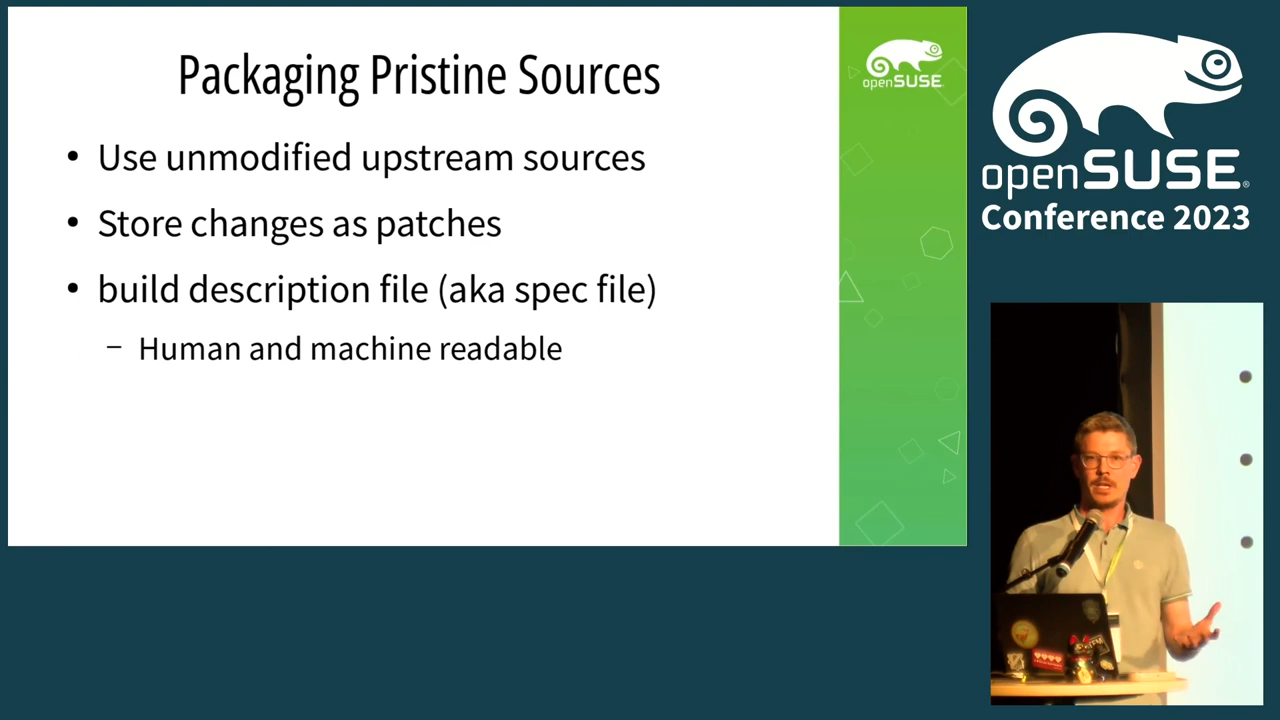 Packaging Pristine Sources
Use unmodified upstream sources
Store changes as patches
build description file (aka spec file)
Human and machine readable
openSUSE
openSUSE
Conference 2023